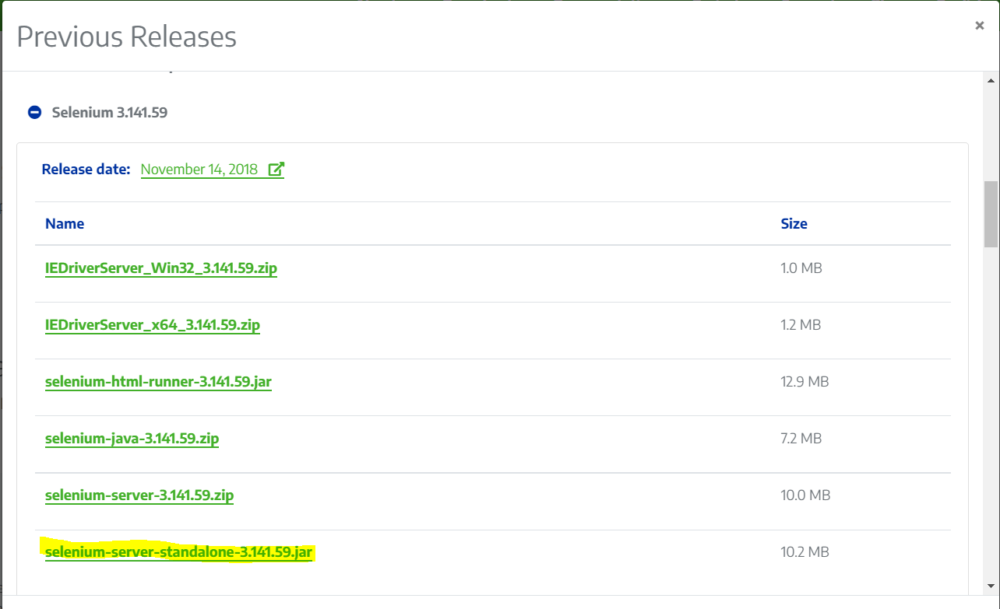 Previous Releases
×
Selenium 3.141.59
Release date: November 14, 2018
Name Size
IEDriverServer_Win32_3.141.59.zip 1.0 MB
IEDriverServer_x64_3.141.59.zip 1.2 MB
selenium-html-runner-3.141.59.jar 12.9 MB
selenium-java-3.141.59.zip 7.2 MB
selenium-server-3.141.59.zip 10.0 MB
selenium-server-standalone-3.141.59.jar 10.2 MB